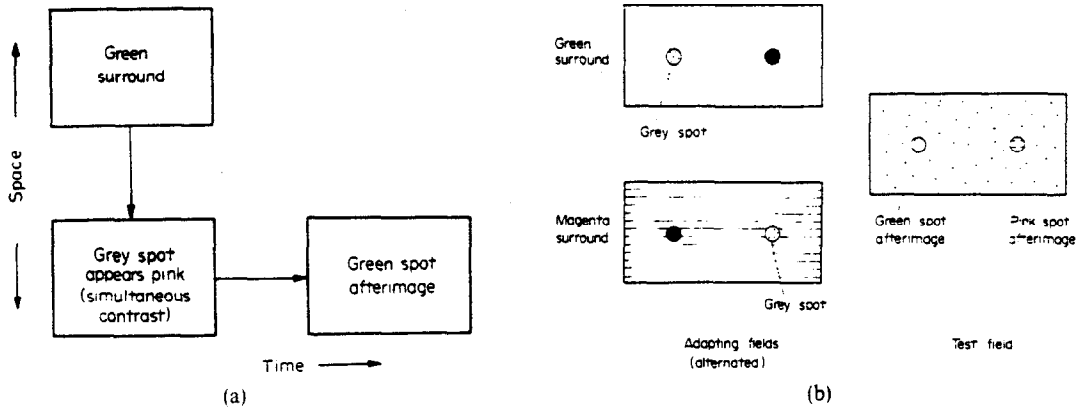 Green
surround
Space
Grey spot
appears pink
(simultaneous
contrast)
Green spot
afterimage
Time
(a)
Green
surround
Grey spot
Magenta
surround
Grey spot
Adapting fields
(alternated)
Green spot
afterimage
Pink spot
afterimage
Test field
(b)